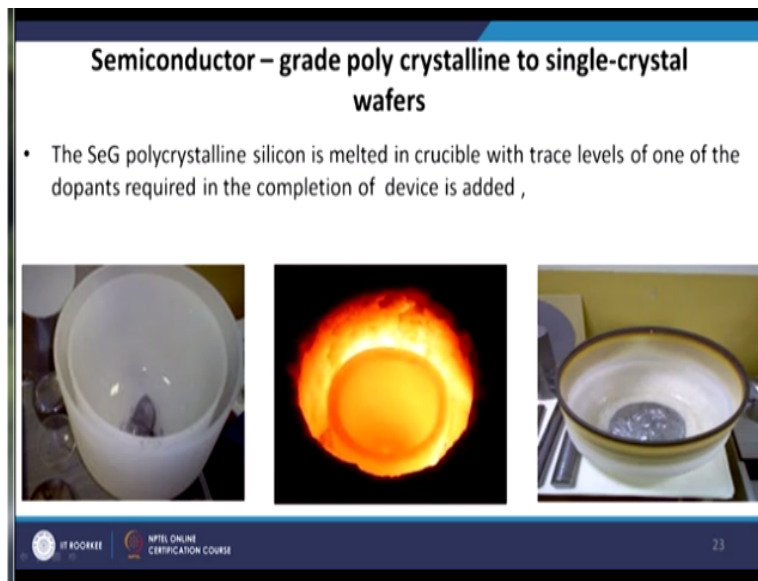 Semiconductor – grade poly crystalline to single-crystal
wafers
• The SeG polycrystalline silicon is melted in crucible with trace levels of one of the
dopants required in the completion of device is added ,
IIT ROORKEE
NPTEL ONLINE
CERTIFICATION COURSE
23